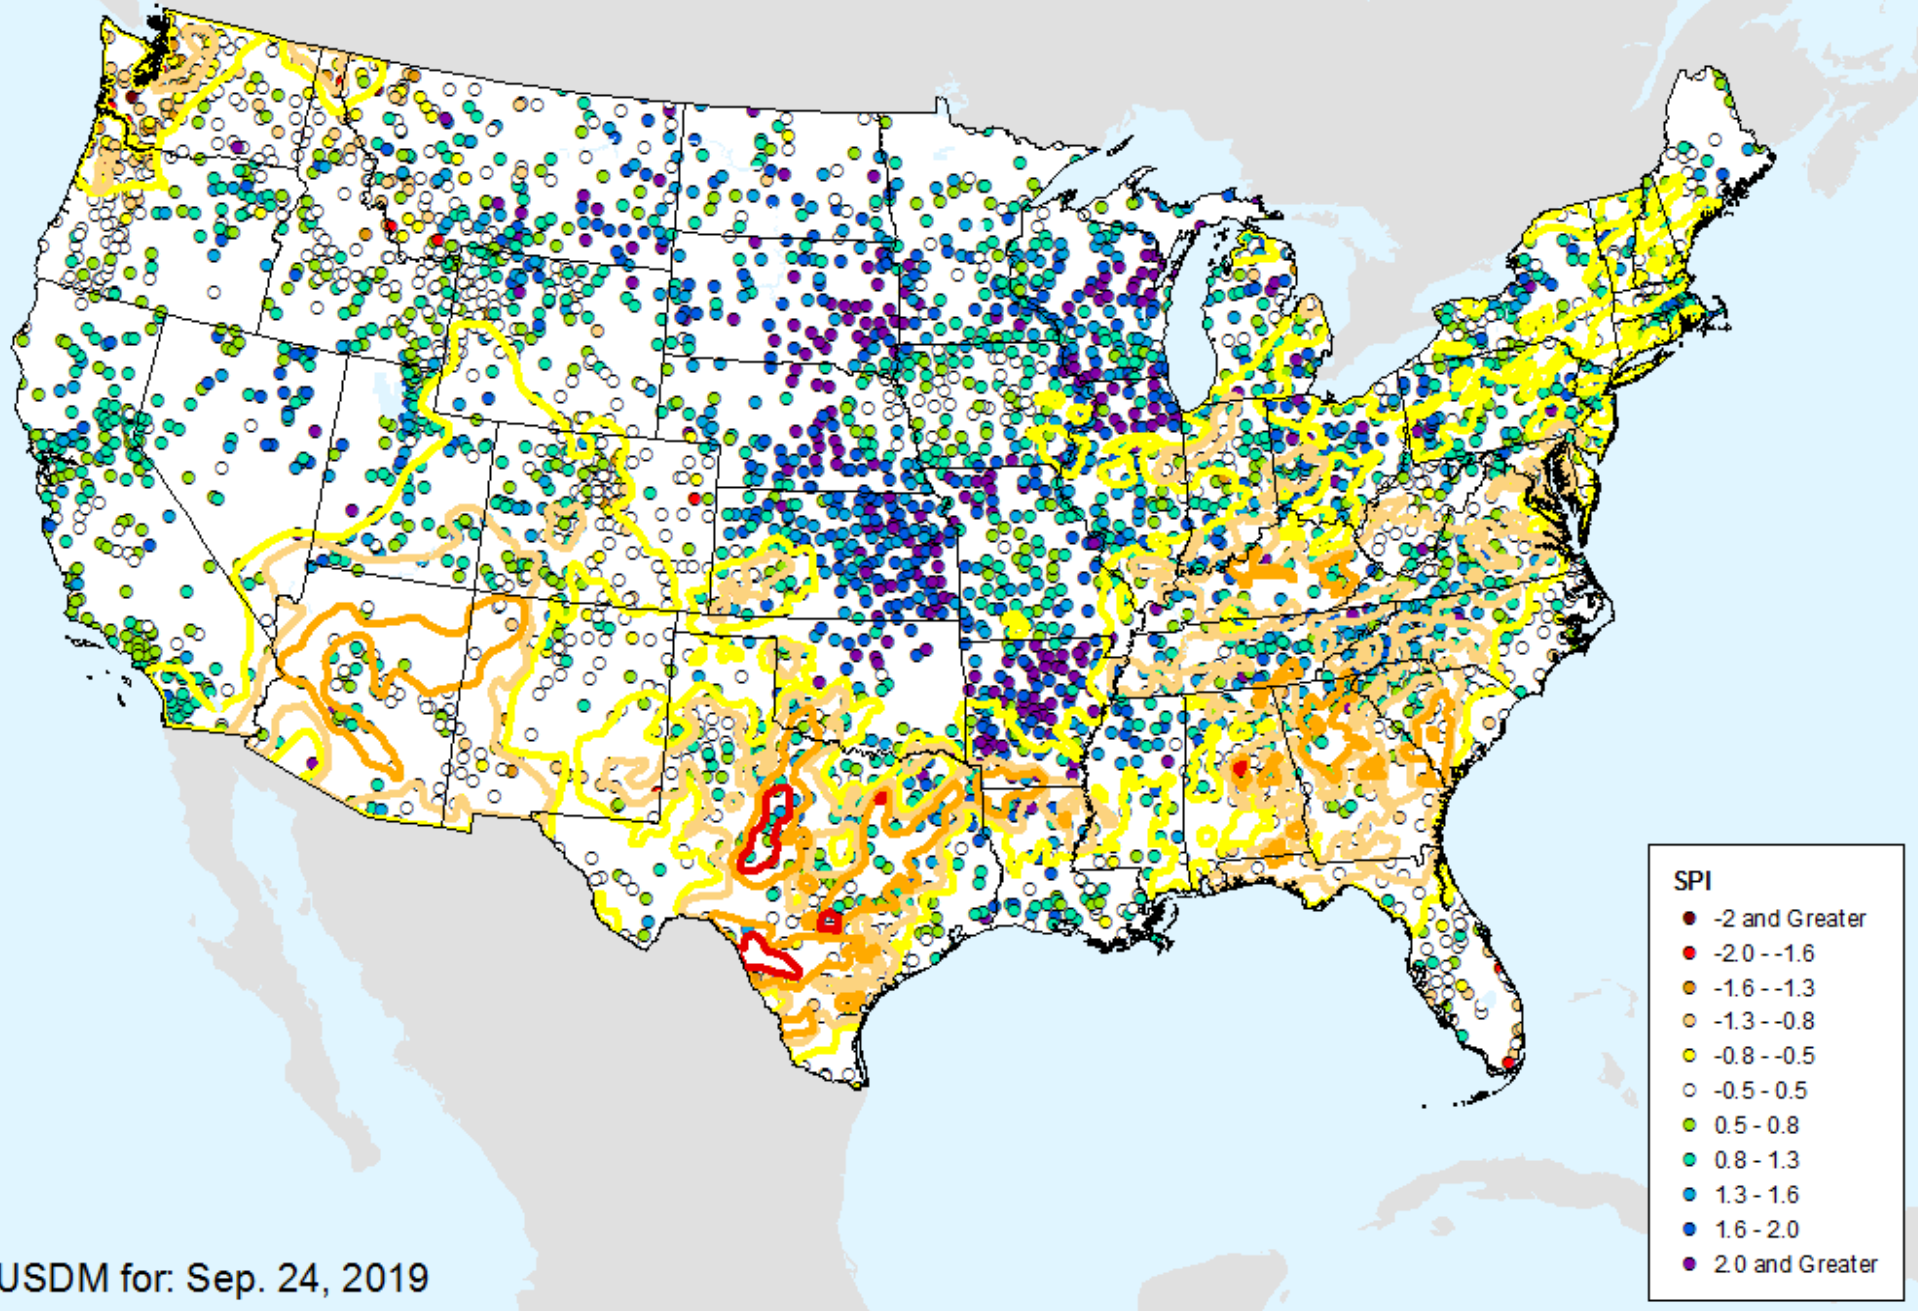 SPI
-2 and Greater
-2.0 - -1.6
-1.6 - -1.3
-1.3 - -0.8
-0.8 - -0.5
-0.5 - 0.5
0.5 - 0.8
0.8 - 1.3
1.3 - 1.6
1.6 - 2.0
2.0 and Greater
USDM for: Sep. 24, 2019